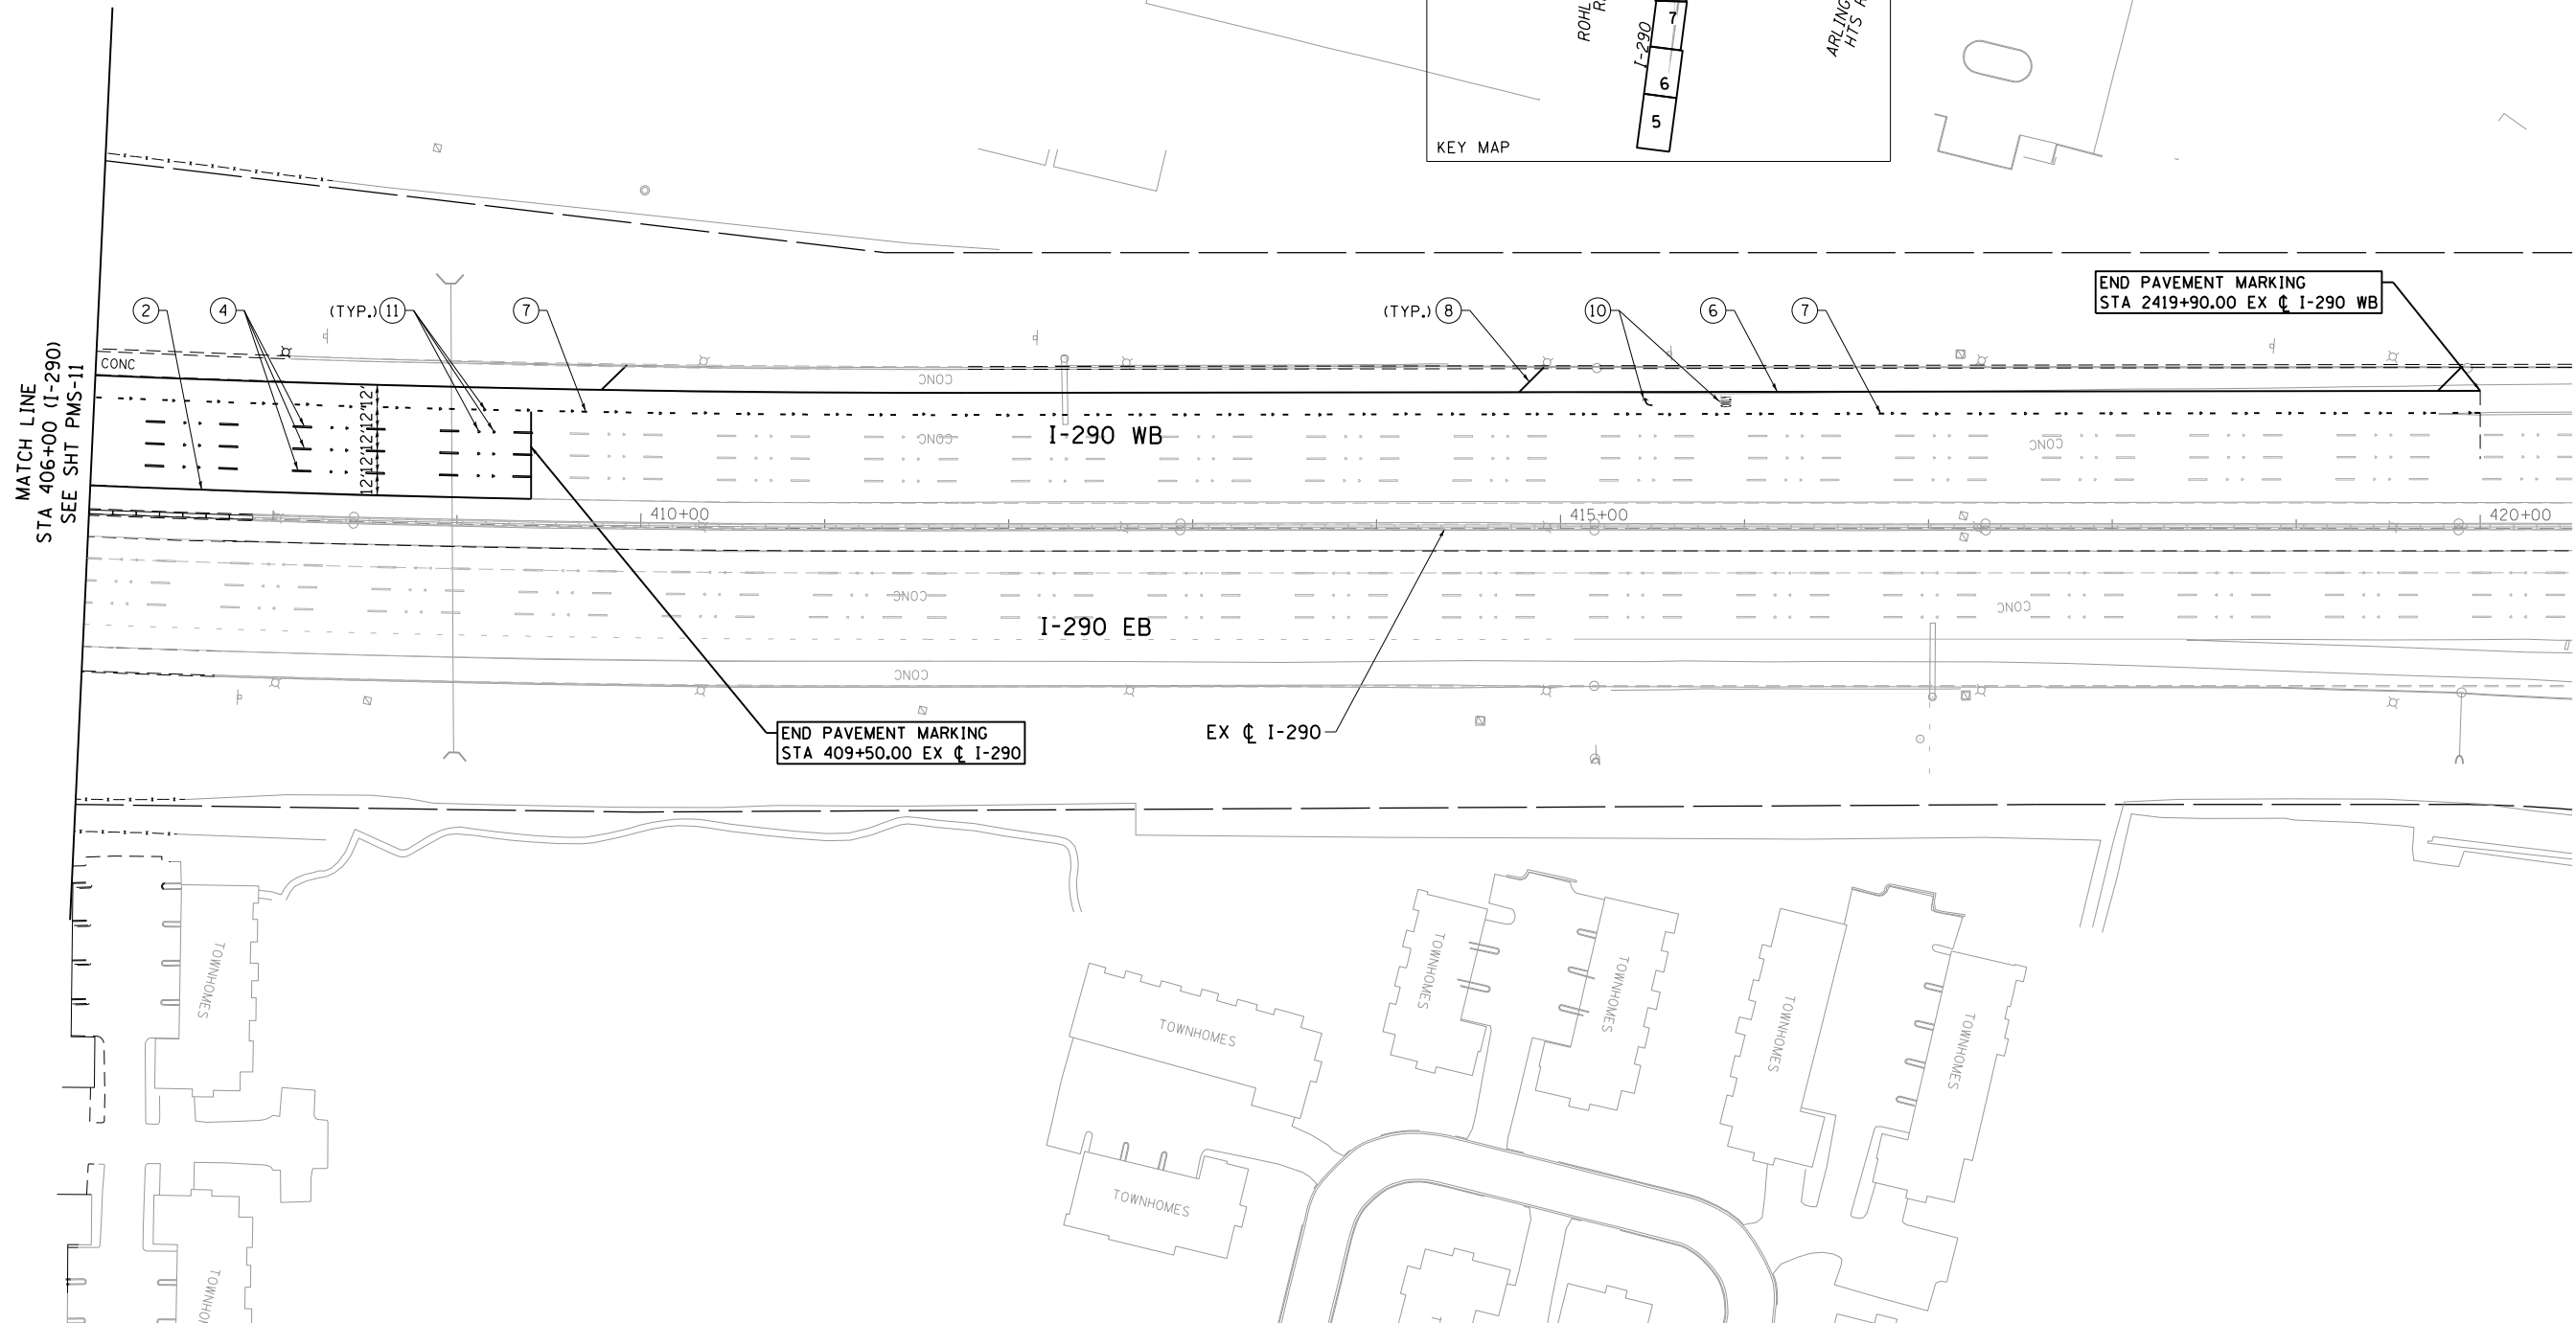 ROHL
I-290
7
6
5
KEY MAP
ARLING
HTS R
MATCH LINE
STA 406+00 (I-290)
SEE SHT PMS-11
2
4
(TYP.) 11
7
(TYP.) 8
10
6
7
END PAVEMENT MARKING
STA 2419+90.00 EX ℄ I-290 WB
CONC
CONC
12'
12'
12'
12'
12'
CONC
I-290 WB
CONC
410+00
415+00
420+00
CONC
CONC
I-290 EB
CONC
END PAVEMENT MARKING
STA 409+50.00 EX ℄ I-290
EX ℄ I-290
TOWNHOMES
TOWNHOMES
TOWNHOMES
TOWNHOMES
TOWNHOMES
TOWNHOMES
TOWNHOMES
TOWNHO